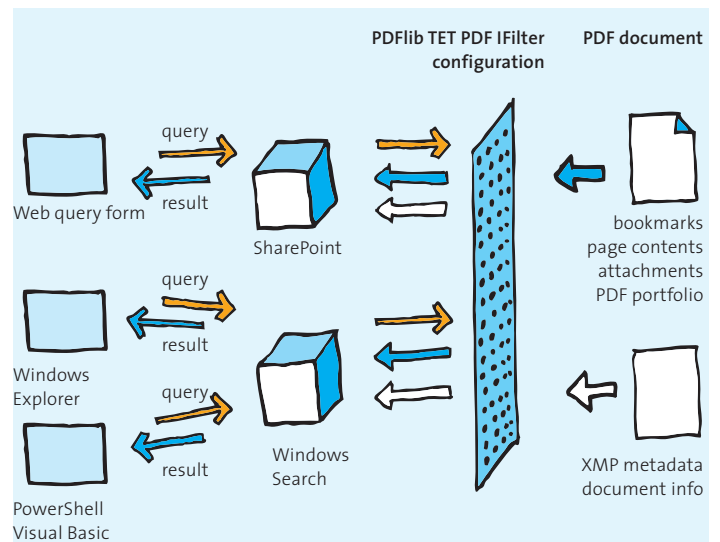 PDFlib TET PDF IFilter
configuration
PDF document
query
result
Web query form
SharePoint
bookmarks
page contents
attachments
PDF portfolio
query
result
Windows
Explorer
query
result
PowerShell
Visual Basic
Windows
Search
XMP metadata
document info